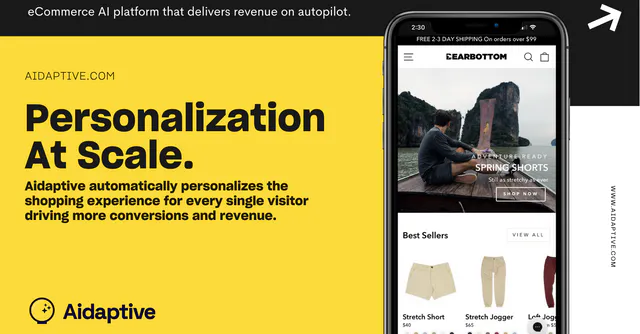 eCommerce AI platform that delivers revenue on autopilot.
AIDAPTIVE.COM
Personalization
At Scale.
Aidaptive automatically personalizes the
shopping experience for every single visitor
driving more conversions and revenue.
Aidaptive
2:30
FREE 2-3 DAY SHIPPING On orders over $99
BEARBOTTOM
ADVENTURE-READY
SPRING SHORTS
Still as stretchy as ever
SHOP NOW
Best Sellers
VIEW ALL
Stretch Short
$40
Stretch Jogger
$65
WWW.AIDAPTIVE.COM